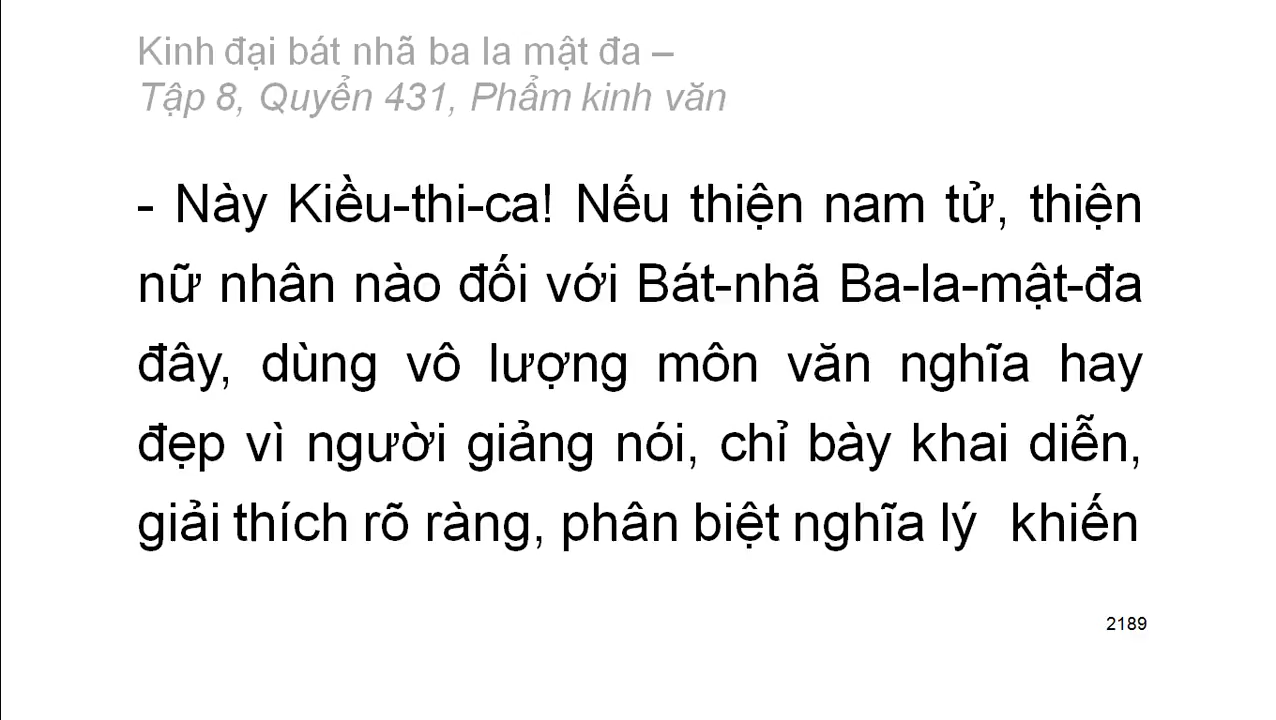 Kinh đại bát nhã ba la mật đa –
Tập 8, Quyển 431, Phẩm kinh văn
- Này Kiều-thi-ca! Nếu thiện nam tử, thiện
nữ nhân nào đối với Bát-nhã Ba-la-mật-đa
đây, dùng vô lượng môn văn nghĩa hay
đẹp vì người giảng nói, chỉ bày khai diễn,
giải thích rõ ràng, phân biệt nghĩa lý khiến
2189